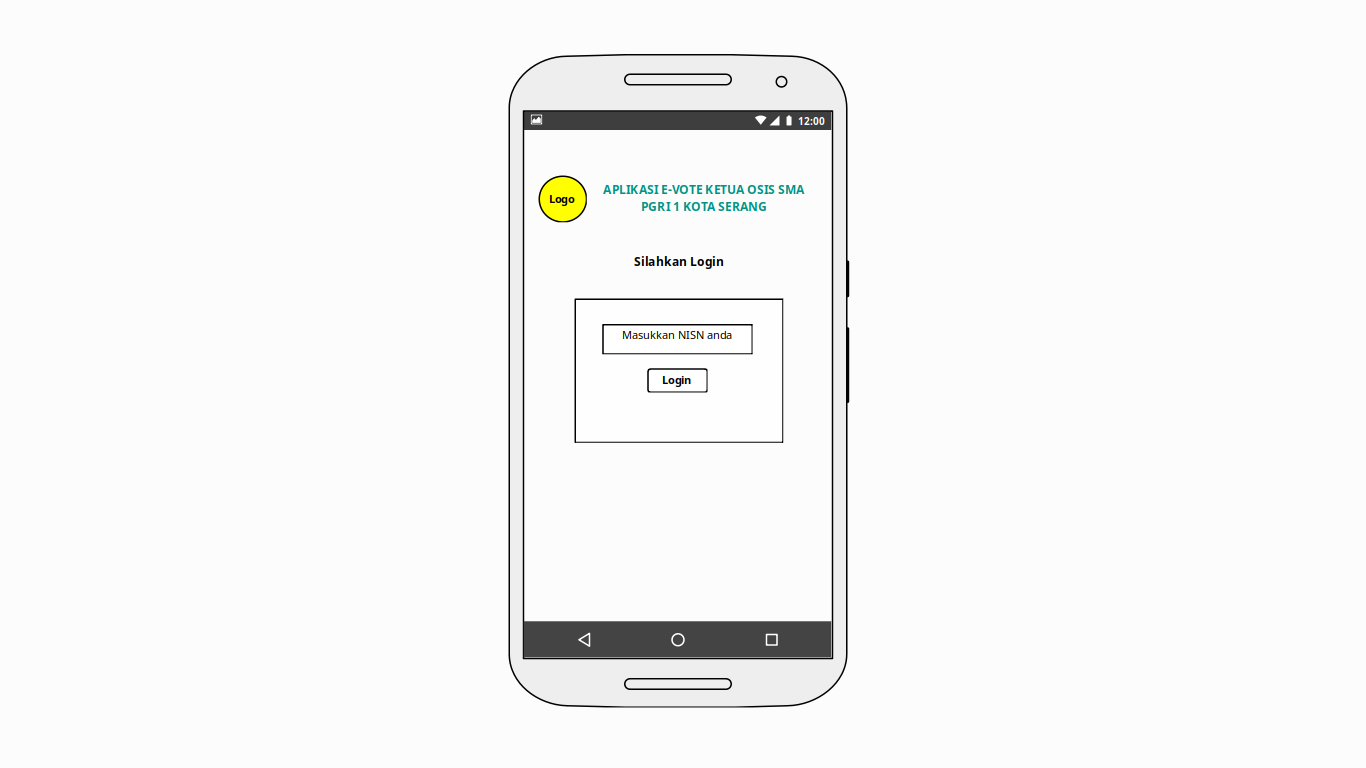 12:00
Logo
APLIKASI E-VOTE KETUA OSIS SMA
PGRI 1 KOTA SERANG
Silahkan Login
Masukkan NISN anda
Login